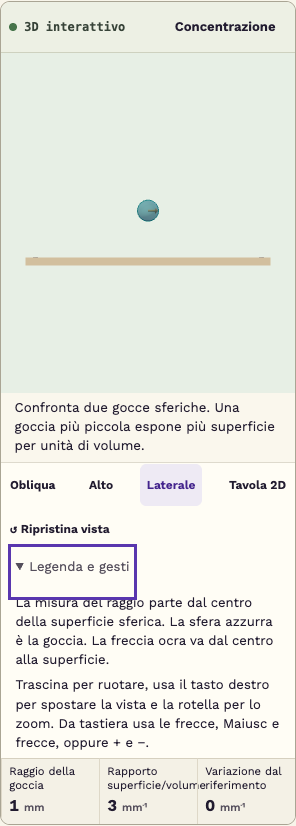 3D interattivo Concentrazione
Confronta due gocce sferiche. Una
goccia più piccola espone più superficie
per unità di volume.
Obliqua Alto Laterale Tavola 2D
↺ Ripristina vista
▼ Legenda e gesti
La misura del raggio parte dal centro
della superficie sferica. La sfera azzurra
è la goccia. La freccia ocra va dal centro
alla superficie.
Trascina per ruotare, usa il tasto destro
per spostare la vista e la rotella per lo
zoom. Da tastiera usa le frecce, Maiusc e
frecce, oppure + e −.
Raggio della
goccia
1 mm
Rapporto
superficie/volume
3 mm⁻¹
Variazione dal
riferimento
0 mm⁻¹